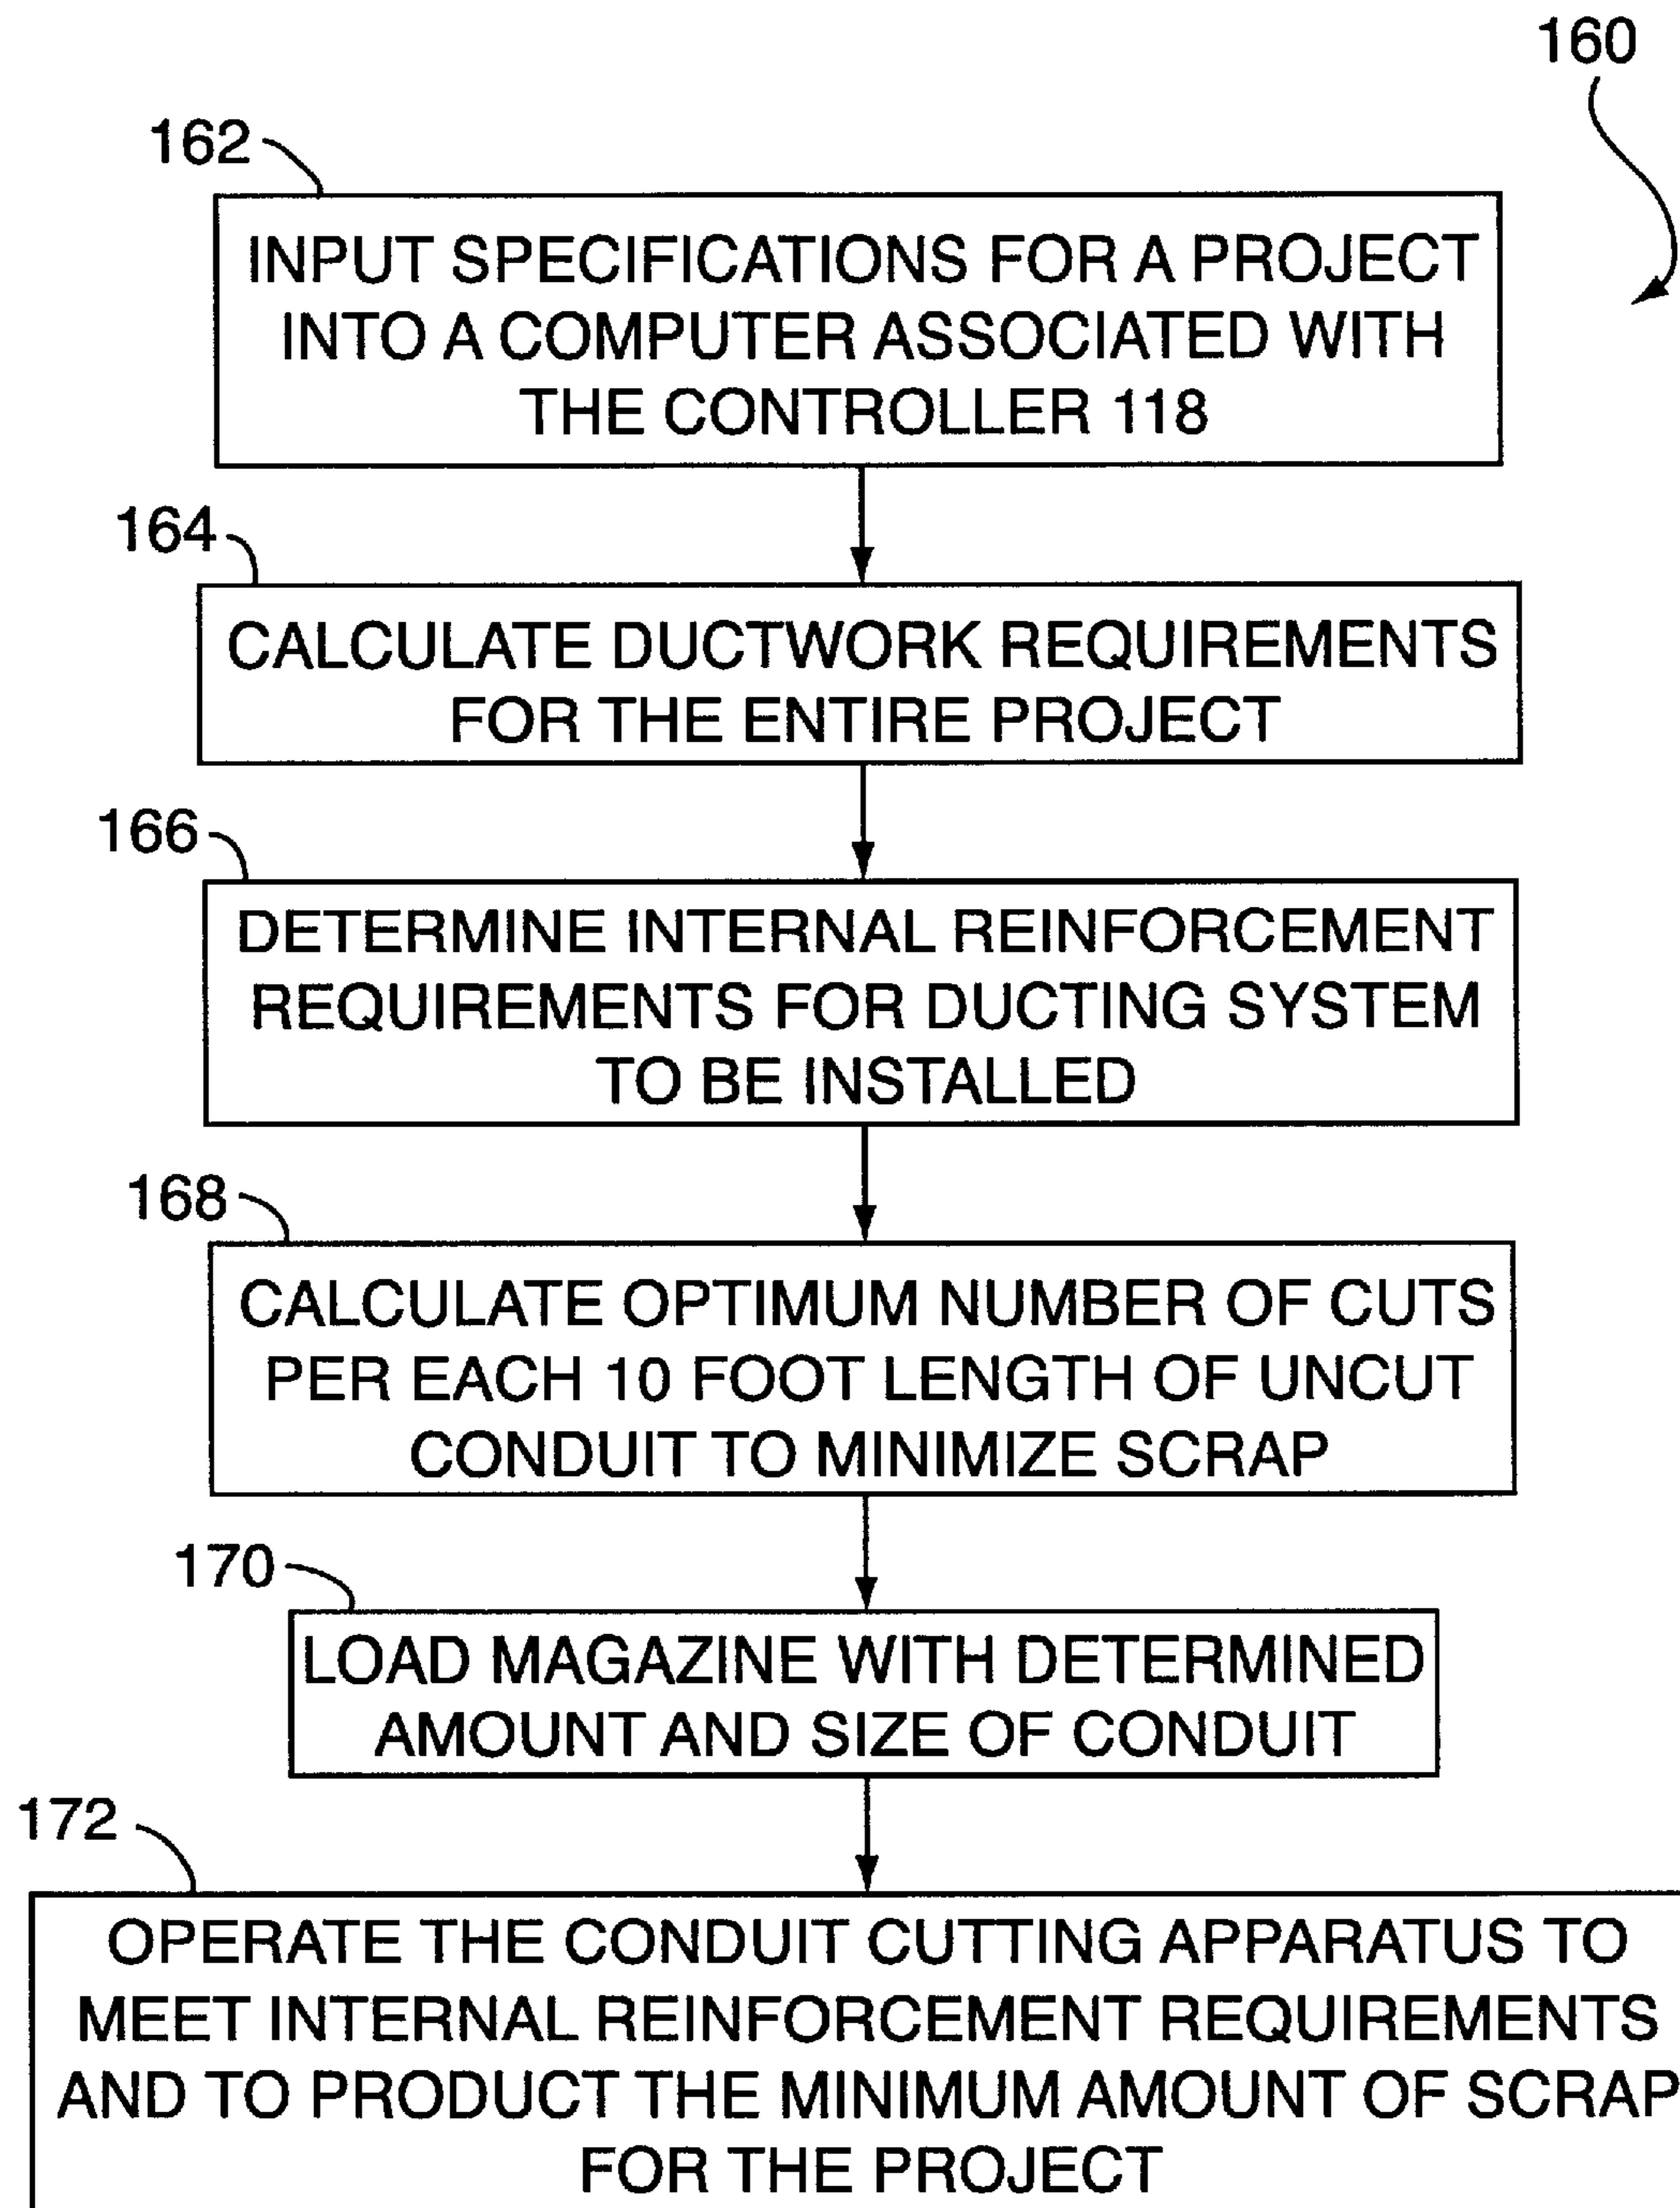 160
162
INPUT SPECIFICATIONS FOR A PROJECT
INTO A COMPUTER ASSOCIATED WITH
THE CONTROLLER 118
164
CALCULATE DUCTWORK REQUIREMENTS
FOR THE ENTIRE PROJECT
166
DETERMINE INTERNAL REINFORCEMENT
REQUIREMENTS FOR DUCTING SYSTEM
TO BE INSTALLED
168
CALCULATE OPTIMUM NUMBER OF CUTS
PER EACH 10 FOOT LENGTH OF UNCUT
CONDUIT TO MINIMIZE SCRAP
170
LOAD MAGAZINE WITH DETERMINED
AMOUNT AND SIZE OF CONDUIT
172
OPERATE THE CONDUIT CUTTING APPARATUS TO
MEET INTERNAL REINFORCEMENT REQUIREMENTS
AND TO PRODUCT THE MINIMUM AMOUNT OF SCRAP
FOR THE PROJECT